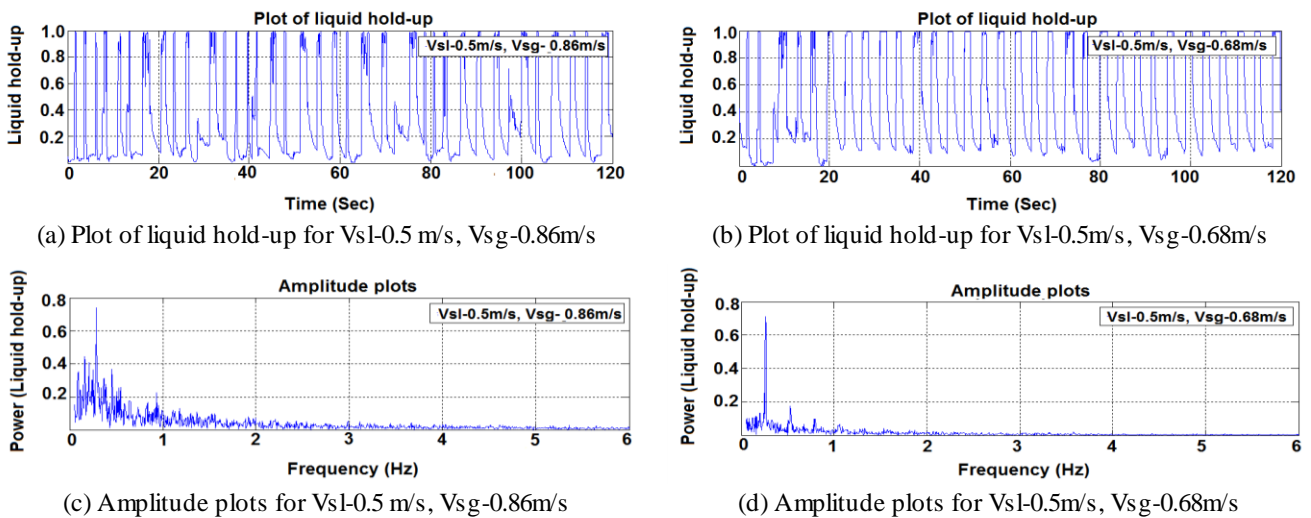 Plot of liquid hold-up
Vsl-0.5m/s, Vsg- 0.86m/s
Liquid hold-up
1.0
0.8
0.6
0.4
0.2
0 20 40 60 80 100 120
Time (Sec)
(a) Plot of liquid hold-up for Vsl-0.5 m/s, Vsg-0.86m/s
Plot of liquid hold-up
Vsl-0.5m/s, Vsg-0.68m/s
Liquid hold-up
1.0
0.8
0.6
0.4
0.2
0 20 40 60 80 100 120
Time (Sec)
(b) Plot of liquid hold-up for Vsl-0.5m/s, Vsg-0.68m/s
Amplitude plots
Vsl-0.5m/s, Vsg- 0.86m/s
Power (Liquid hold-up)
0.8
0.6
0.4
0.2
0 1 2 3 4 5 6
Frequency (Hz)
(c) Amplitude plots for Vsl-0.5 m/s, Vsg-0.86m/s
Amplitude plots
Vsl-0.5m/s, Vsg-0.68m/s
Power (Liquid hold-up)
0.8
0.6
0.4
0.2
0 1 2 3 4 5 6
Frequency (Hz)
(d) Amplitude plots for Vsl-0.5m/s, Vsg-0.68m/s